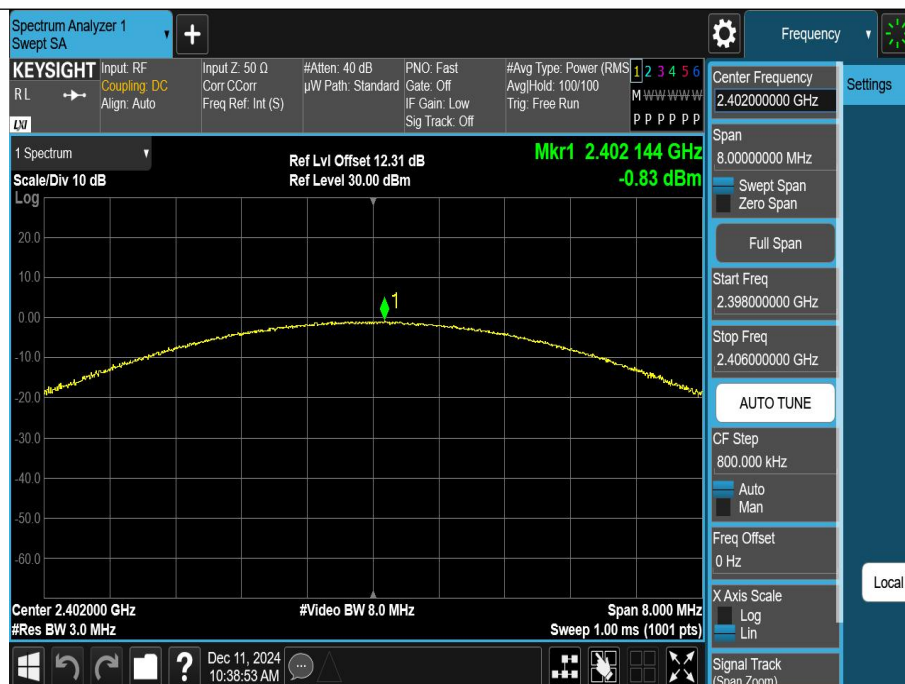 Spectrum Analyzer 1
Swept SA
Frequency
KEYSIGHT
RL
LXI
Input: RF
Coupling: DC
Align: Auto
Input Z: 50 Ω
Corr CCorr
Freq Ref: Int (S)
#Atten: 40 dB
µW Path: Standard
PNO: Fast
Gate: Off
IF Gain: Low
Sig Track: Off
#Avg Type: Power (RMS
Avg|Hold: 100/100
Trig: Free Run
1 2 3 4 5 6
M W W W W W
P P P P P P
1 Spectrum
Scale/Div 10 dB
Log
Ref Lvl Offset 12.31 dB
Ref Level 30.00 dBm
Mkr1 2.402 144 GHz
-0.83 dBm
20.0
10.0
0.00
-10.0
-20.0
-30.0
-40.0
-50.0
-60.0
1
Center 2.402000 GHz
#Res BW 3.0 MHz
#Video BW 8.0 MHz
Span 8.000 MHz
Sweep 1.00 ms (1001 pts)
Dec 11, 2024
10:38:53 AM
?
Center Frequency
2.402000000 GHz
Settings
Span
8.00000000 MHz
Swept Span
Zero Span
Full Span
Start Freq
2.398000000 GHz
Stop Freq
2.406000000 GHz
AUTO TUNE
CF Step
800.000 kHz
Auto
Man
Freq Offset
0 Hz
X Axis Scale
Log
Lin
Local
Signal Track
(Span Zoom)